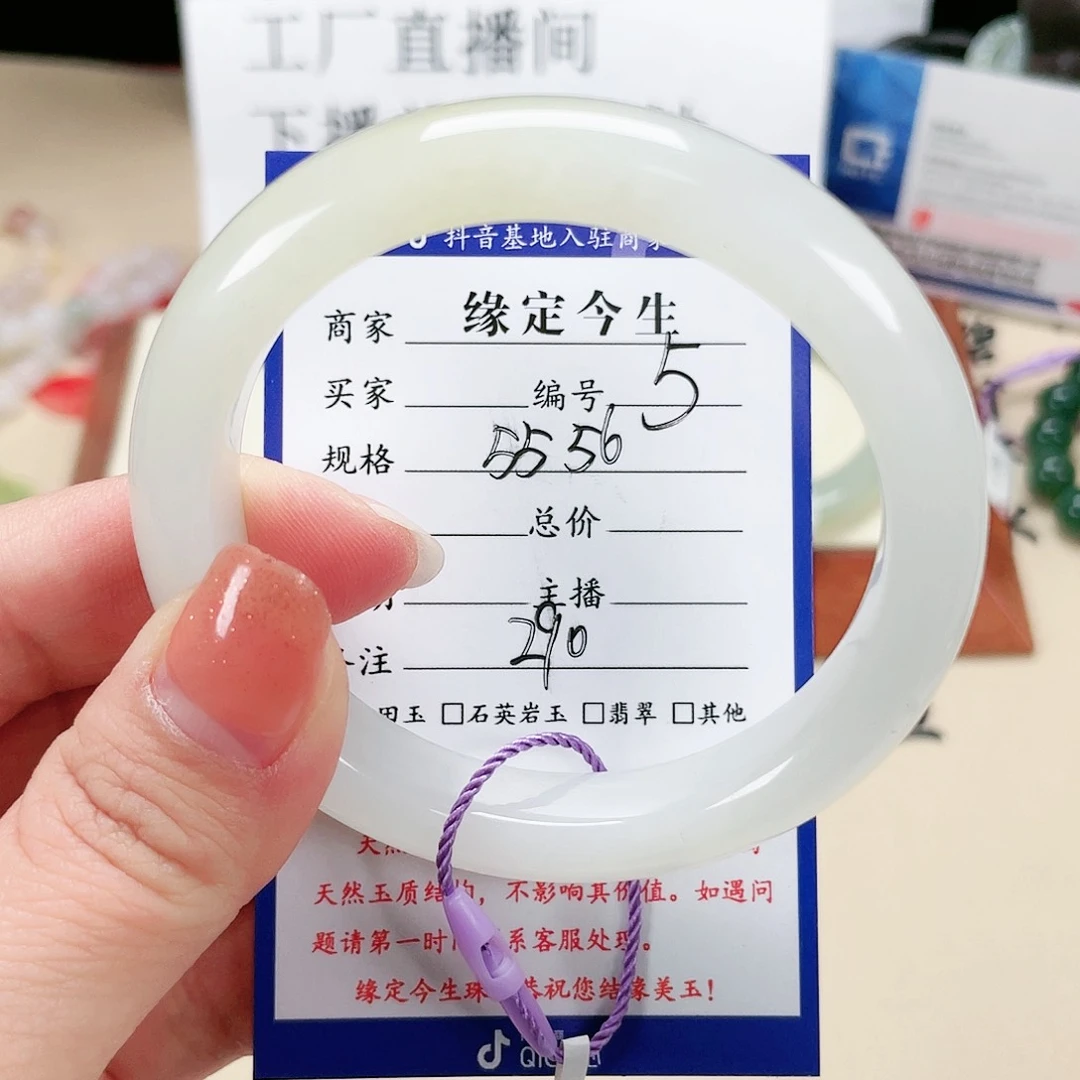 工厂直播间
下播
抖音基地入驻商家
商家 缘定今生
买家 编号 5
规格 55 56
总价
主播
290
注
田玉 □石英岩玉 □翡翠 □其他
天然玉质结构，不影响其价值。如遇问
题请第一时 系客服处理。
缘定今生珠 恭祝您结缘美玉！